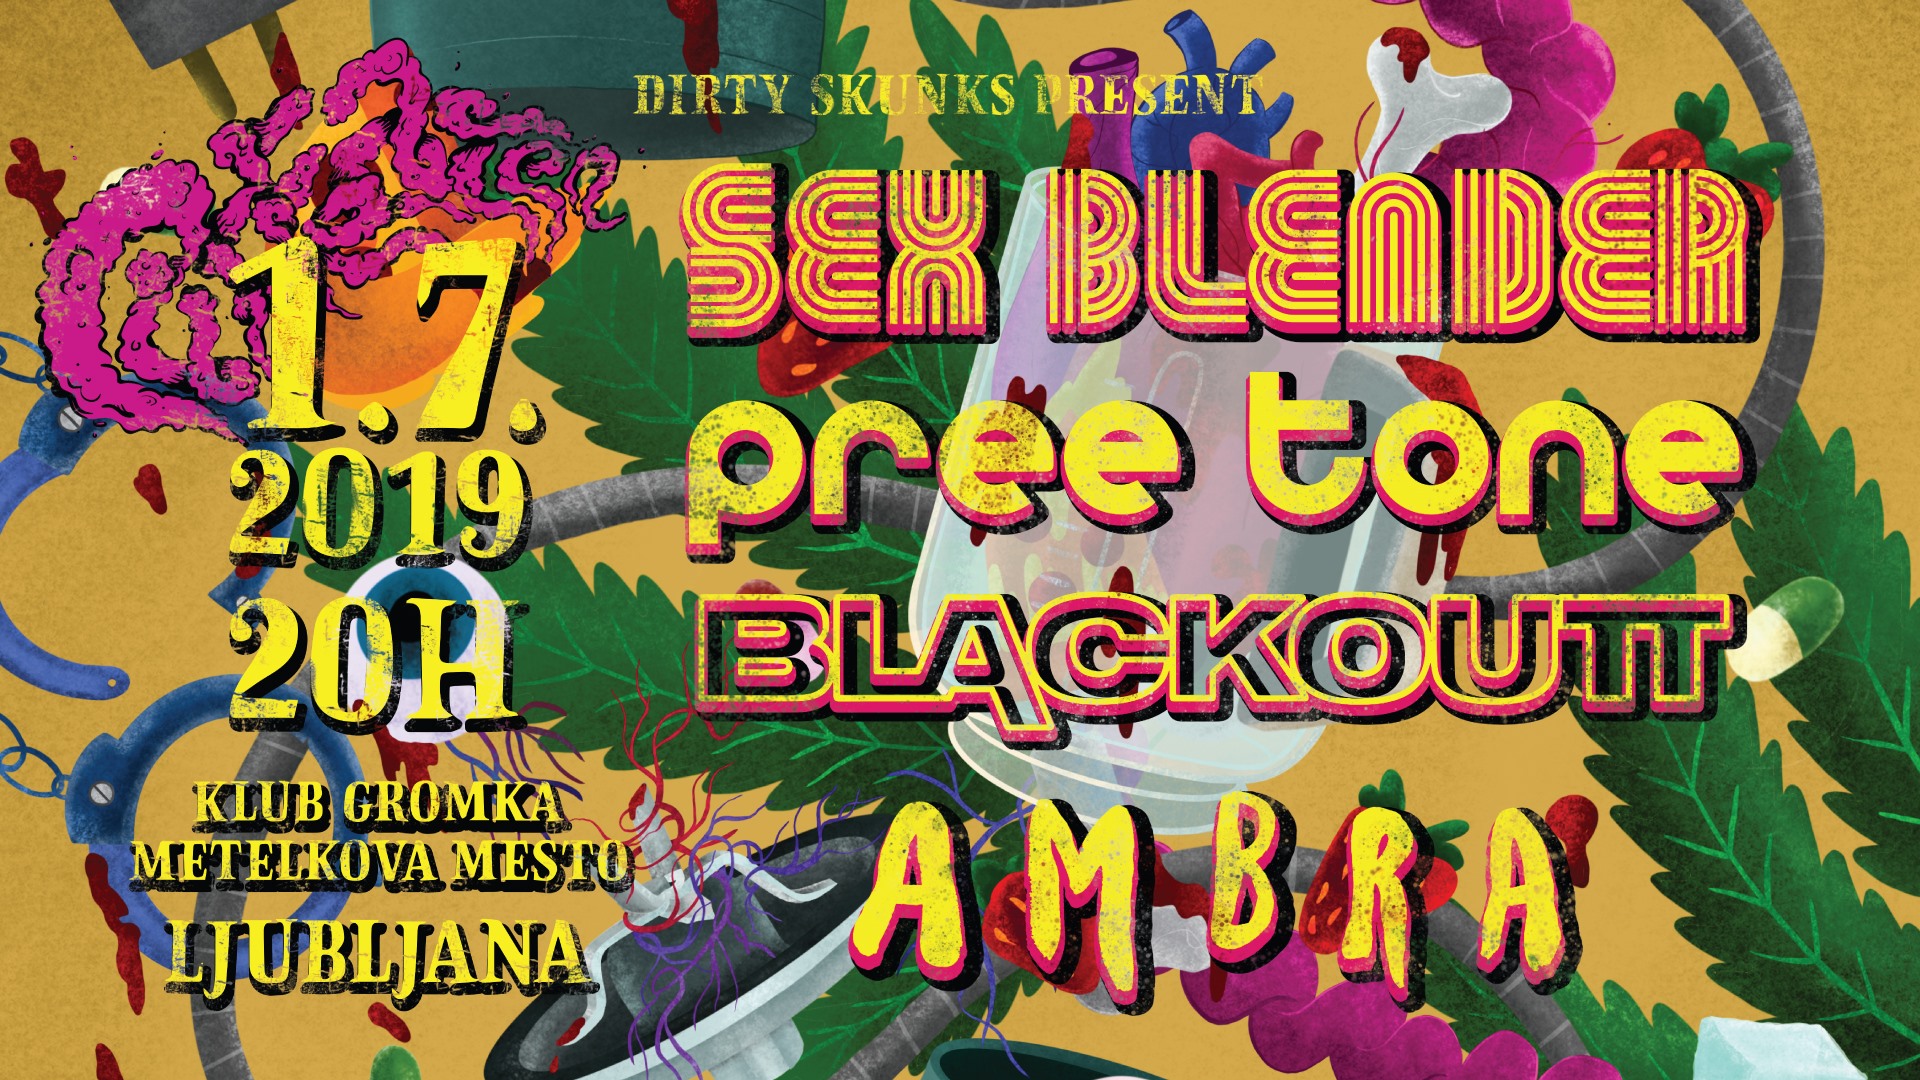 DIRTY SKUNKS PRESENT
1.7.
2019
20H
KLUB GROMKA
METELKOVA MESTO
LJUBLJANA
SEX BLENDER
pree tone
BLACKOUTT
AMBRA